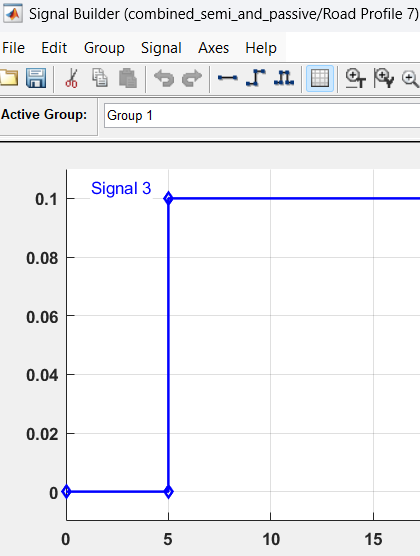 Signal Builder (combined_semi_and_passive/Road Profile 7)
File Edit Group Signal Axes Help
Active Group: Group 1
Signal 3
0.1
0.08
0.06
0.04
0.02
0
0 5 10 15